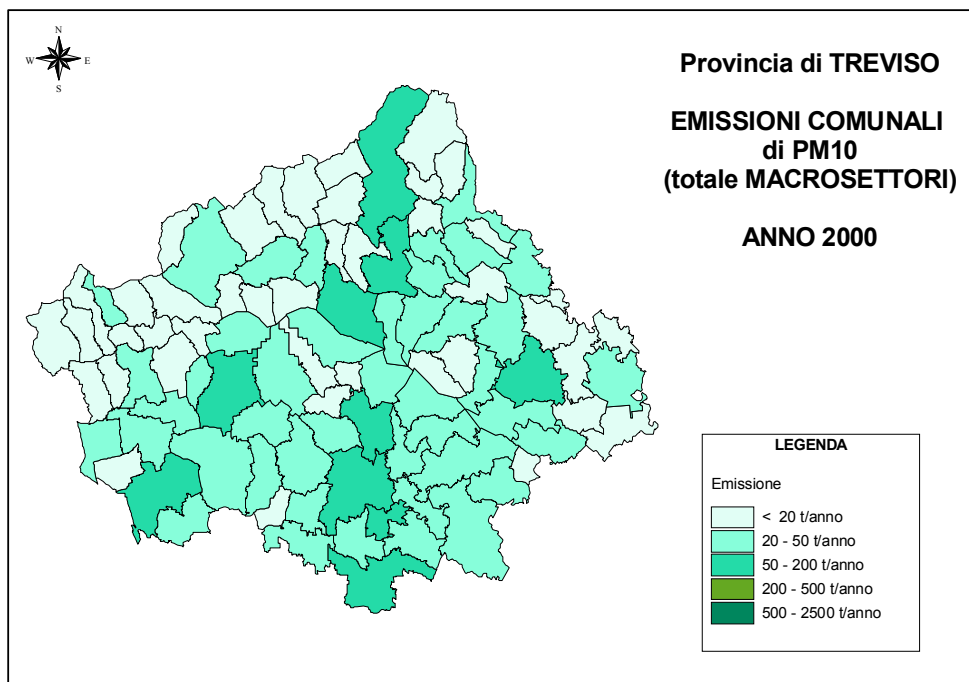 N
W E
S
Provincia di TREVISO
EMISSIONI COMUNALI
di PM10
(totale MACROSETTORI)
ANNO 2000
LEGENDA
Emissione
< 20 t/anno
20 - 50 t/anno
50 - 200 t/anno
200 - 500 t/anno
500 - 2500 t/anno